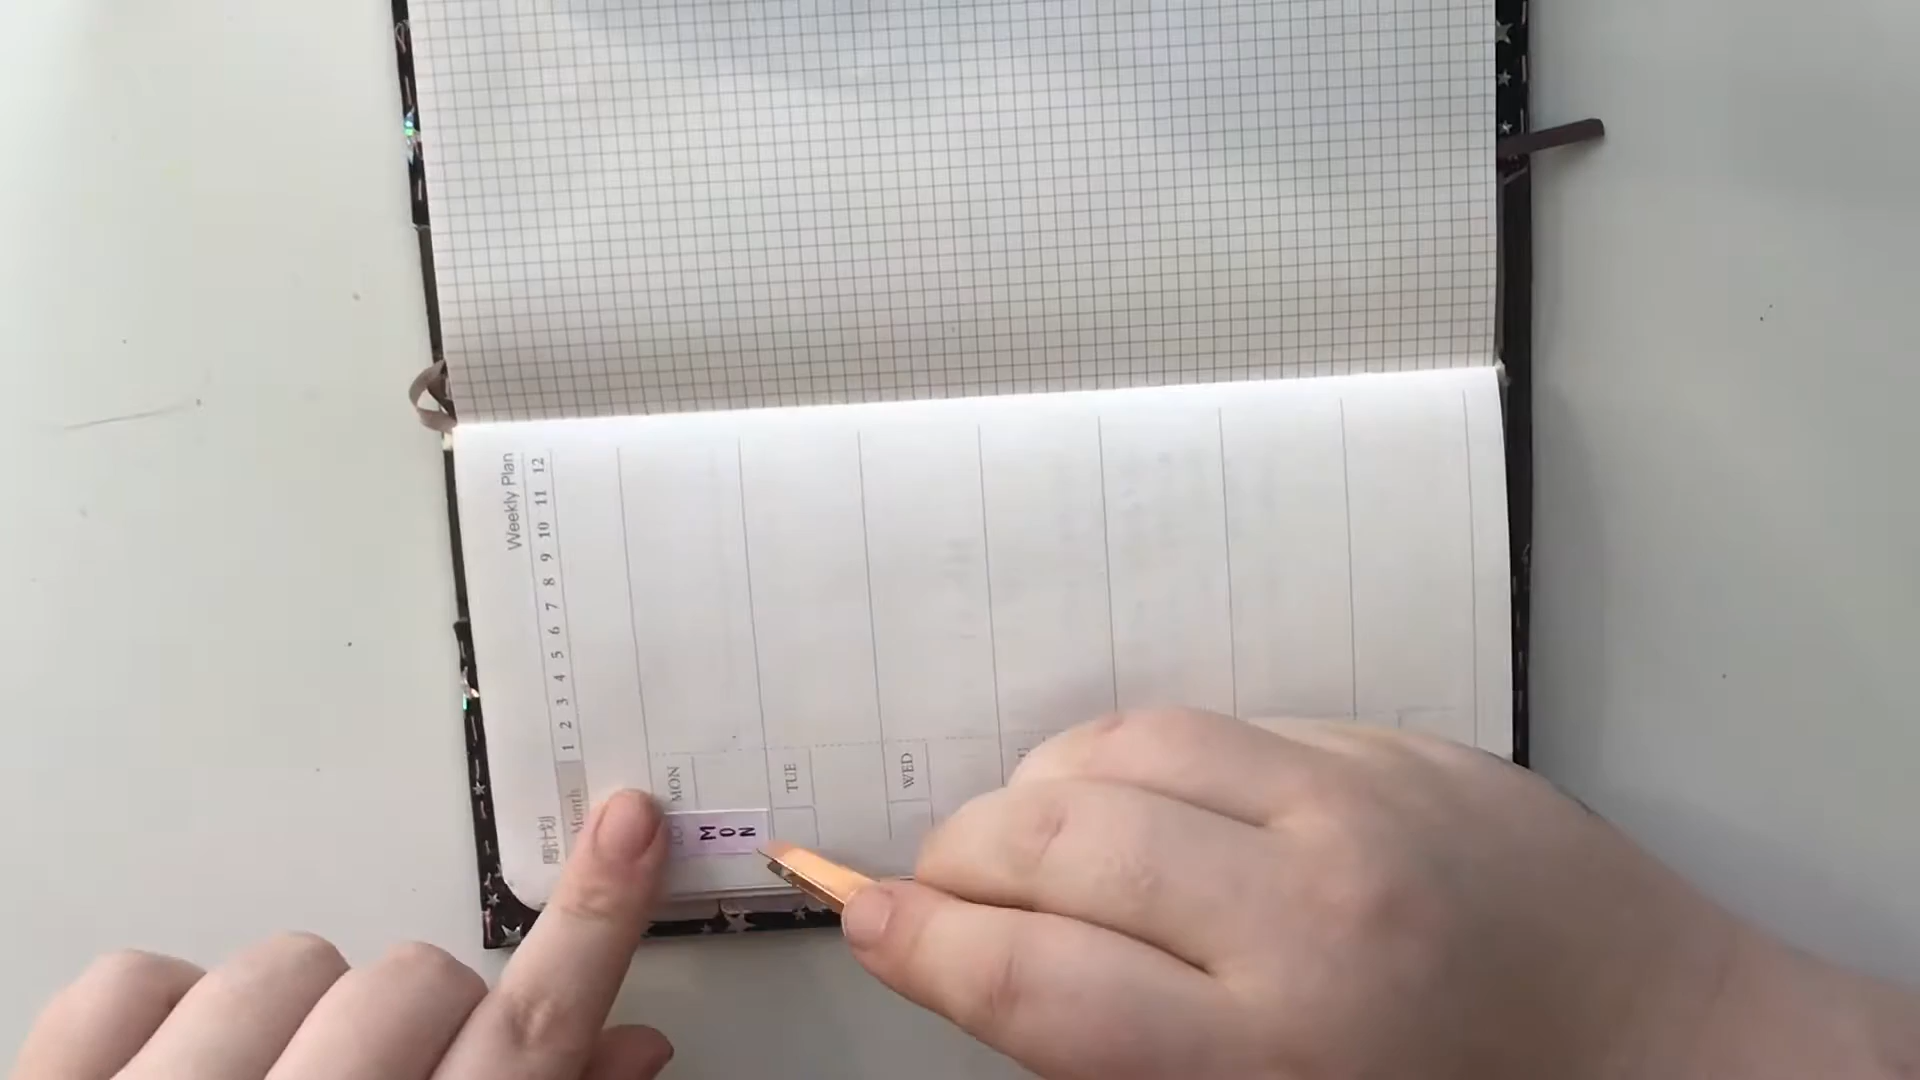 周计划
Weekly Plan
Month 1 2 3 4 5 6 7 8 9 10 11 12
MON
M
O
N
TUE
WED